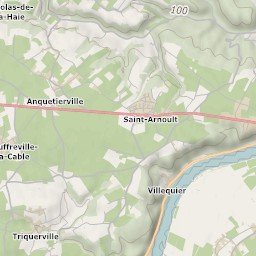 olas-de-
a-Haie
100
Anquetierville
Saint-Arnoult
uffreville-
a-Cable
Villequier
Triquerville